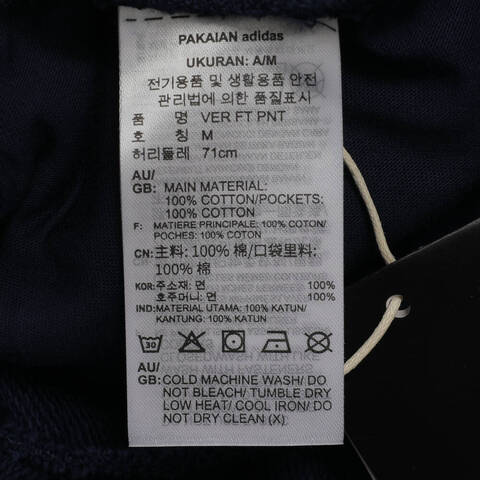 PAKAIAN adidas
UKURAN: A/M
전기용품 및 생활용품 안전
관리법에 의한 품질표시
품 명 VER FT PNT
호 칭 M
허리둘레 71cm
AU/
GB: MAIN MATERIAL:
100% COTTON/POCKETS:
100% COTTON
F: MATIERE PRINCIPALE: 100% COTON/
POCHES: 100% COTON
CN: 主料: 100% 棉/口袋里料:
100% 棉
KOR: 주소재: 면 100%
호주머니: 면 100%
IND: MATERIAL UTAMA: 100% KATUN/
KANTUNG: 100% KATUN
30
AU/
GB: COLD MACHINE WASH/ DO
NOT BLEACH/ TUMBLE DRY
LOW HEAT/ COOL IRON/ DO
NOT DRY CLEAN (X)